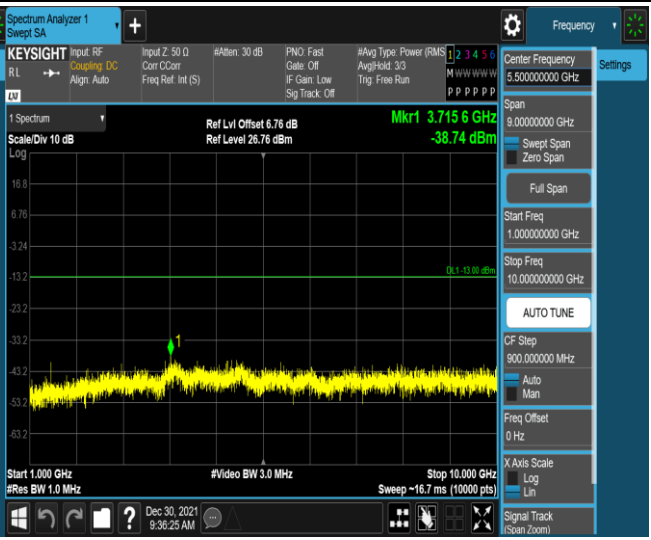 Spectrum Analyzer 1
Swept SA
Frequency
KEYSIGHT
Input: RF
Coupling: DC
Align: Auto
Input Z: 50 Ω
Corr CCorr
Freq Ref: Int (S)
#Atten: 30 dB
PNO: Fast
Gate: Off
IF Gain: Low
Sig Track: Off
#Avg Type: Power (RMS
Avg|Hold: 3/3
Trig: Free Run
1 2 3 4 5 6
M W W W W W
P P P P P P
R L
LXI
1 Spectrum
Scale/Div 10 dB
Ref Lvl Offset 6.76 dB
Ref Level 26.76 dBm
Mkr1 3.715 6 GHz
-38.74 dBm
Log
16.8
6.76
-3.24
-13.2
-23.2
-33.2
-43.2
-53.2
-63.2
DL1 -13.00 dBm
1
Start 1.000 GHz
#Res BW 1.0 MHz
#Video BW 3.0 MHz
Stop 10.000 GHz
Sweep ~16.7 ms (10000 pts)
Dec 30, 2021
9:36:25 AM
Settings
Center Frequency
5.500000000 GHz
Span
9.00000000 GHz
Swept Span
Zero Span
Full Span
Start Freq
1.000000000 GHz
Stop Freq
10.000000000 GHz
AUTO TUNE
CF Step
900.000000 MHz
Auto
Man
Freq Offset
0 Hz
X Axis Scale
Log
Lin
Signal Track
(Span Zoom)